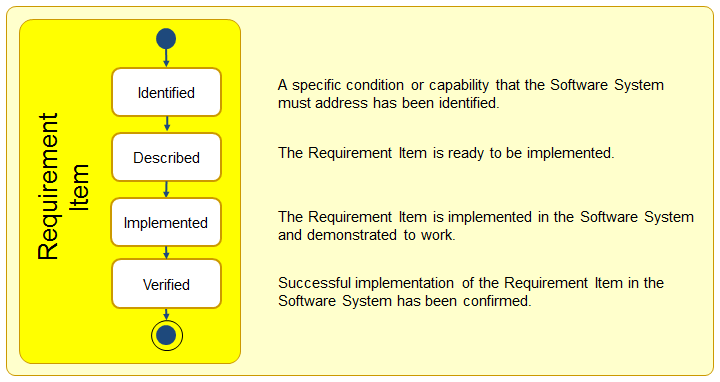 Requirement
Item
Identified
A specific condition or capability that the Software System
must address has been identified.
Described
The Requirement Item is ready to be implemented.
Implemented
The Requirement Item is implemented in the Software System
and demonstrated to work.
Verified
Successful implementation of the Requirement Item in the
Software System has been confirmed.